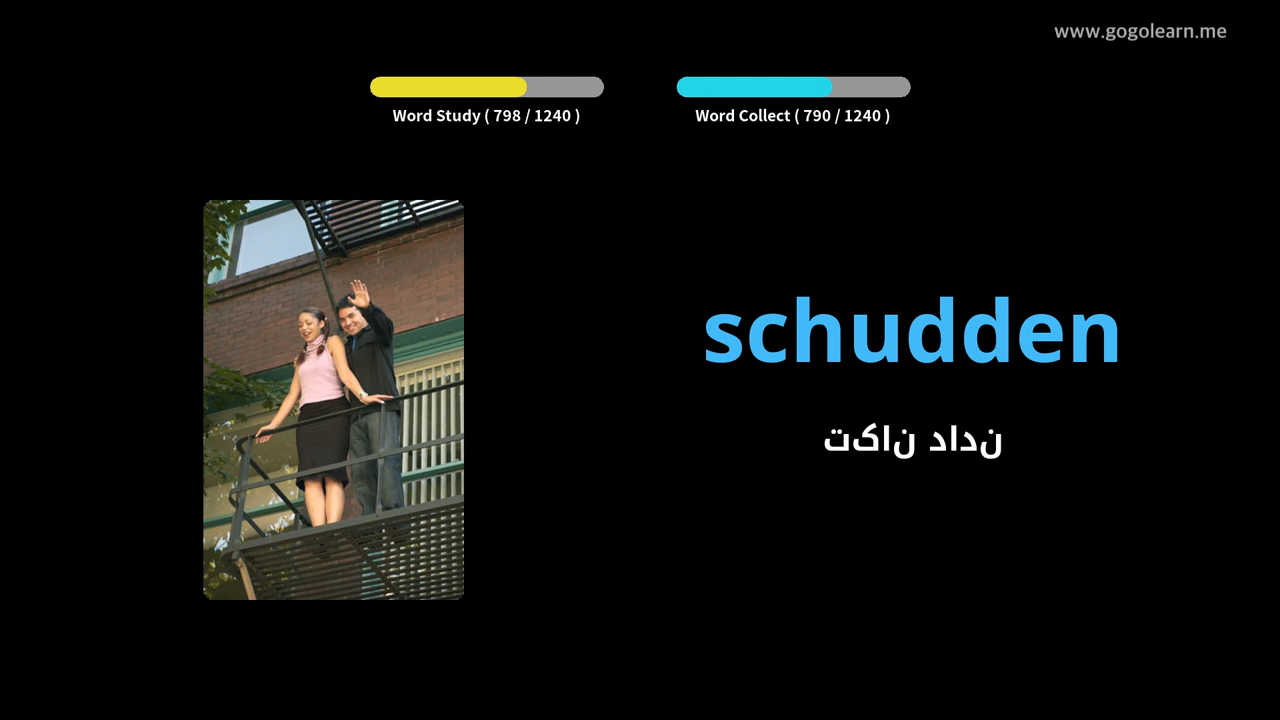 www.gogolearn.me
Word Study ( 798 / 1240 )
Word Collect ( 790 / 1240 )
schudden
تکان دادن